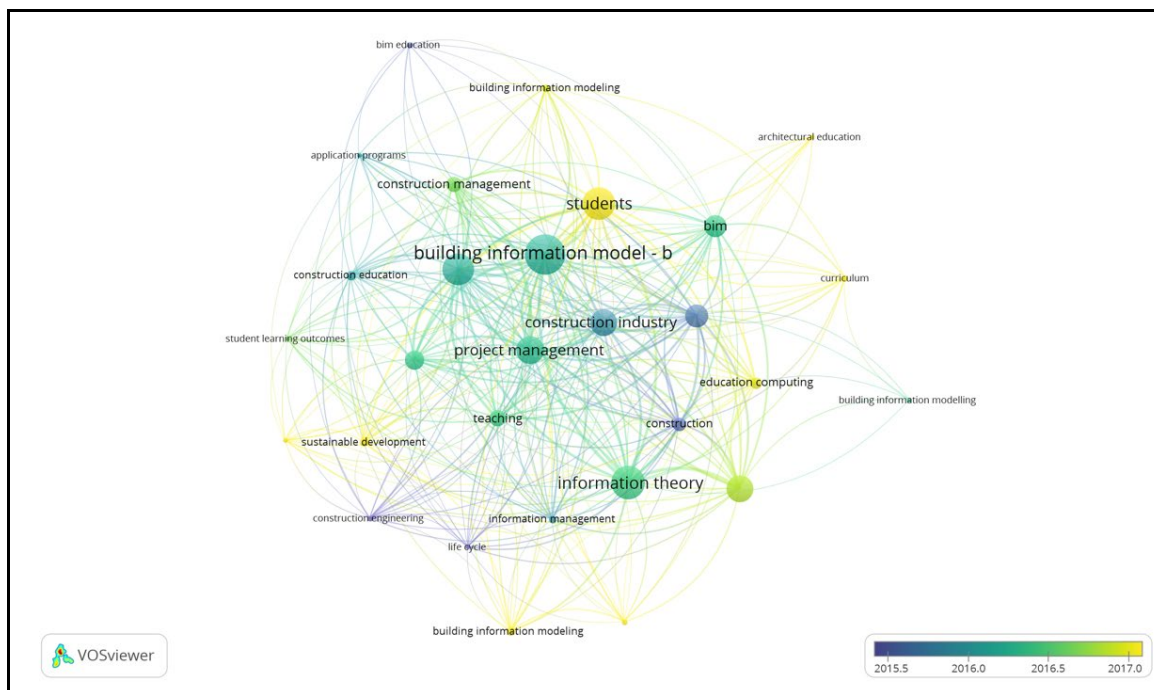 bim education
building information modeling
architectural education
application programs
construction management
students
bim
building information model - b
construction education
curriculum
construction industry
student learning outcomes
project management
education computing
building information modelling
teaching
construction
sustainable development
information theory
construction engineering
information management
life cycle
building information modeling
VOSviewer
2015.5 2016.0 2016.5 2017.0